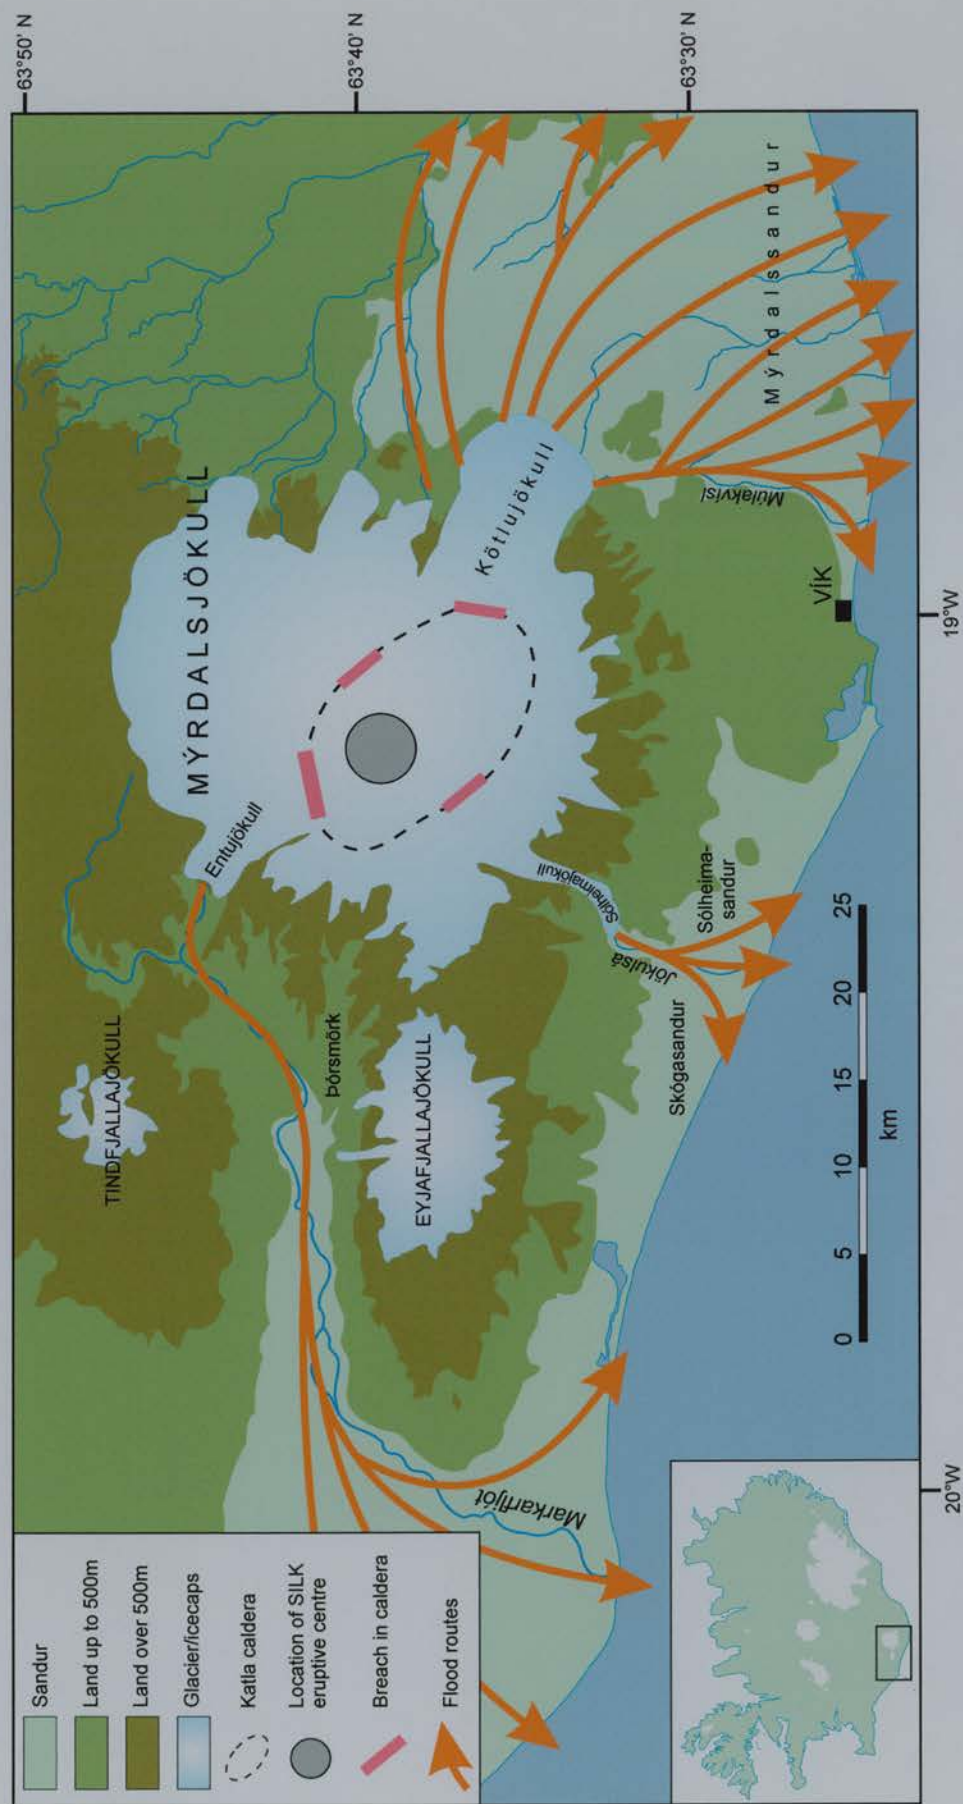 Sandur
Land up to 500m
Land over 500m
Glacier/icecaps
Katla caldera
Location of SILK
eruptive centre
Breach in caldera
Flood routes
63°50' N
63°40' N
63°30' N
20°W
19°W
TINDFJALLAJÖKULL
MÝRDALSJÖKULL
Entujökull
Þórsmörk
EYJAFJALLAJÖKULL
Kötlujökull
Sólheimajökull
Jökulsá
Skógasandur
Sólheima-
sandur
Markarfljót
Múlakvísl
Mýrdalssandur
VÍK
0 5 10 15 20 25
km